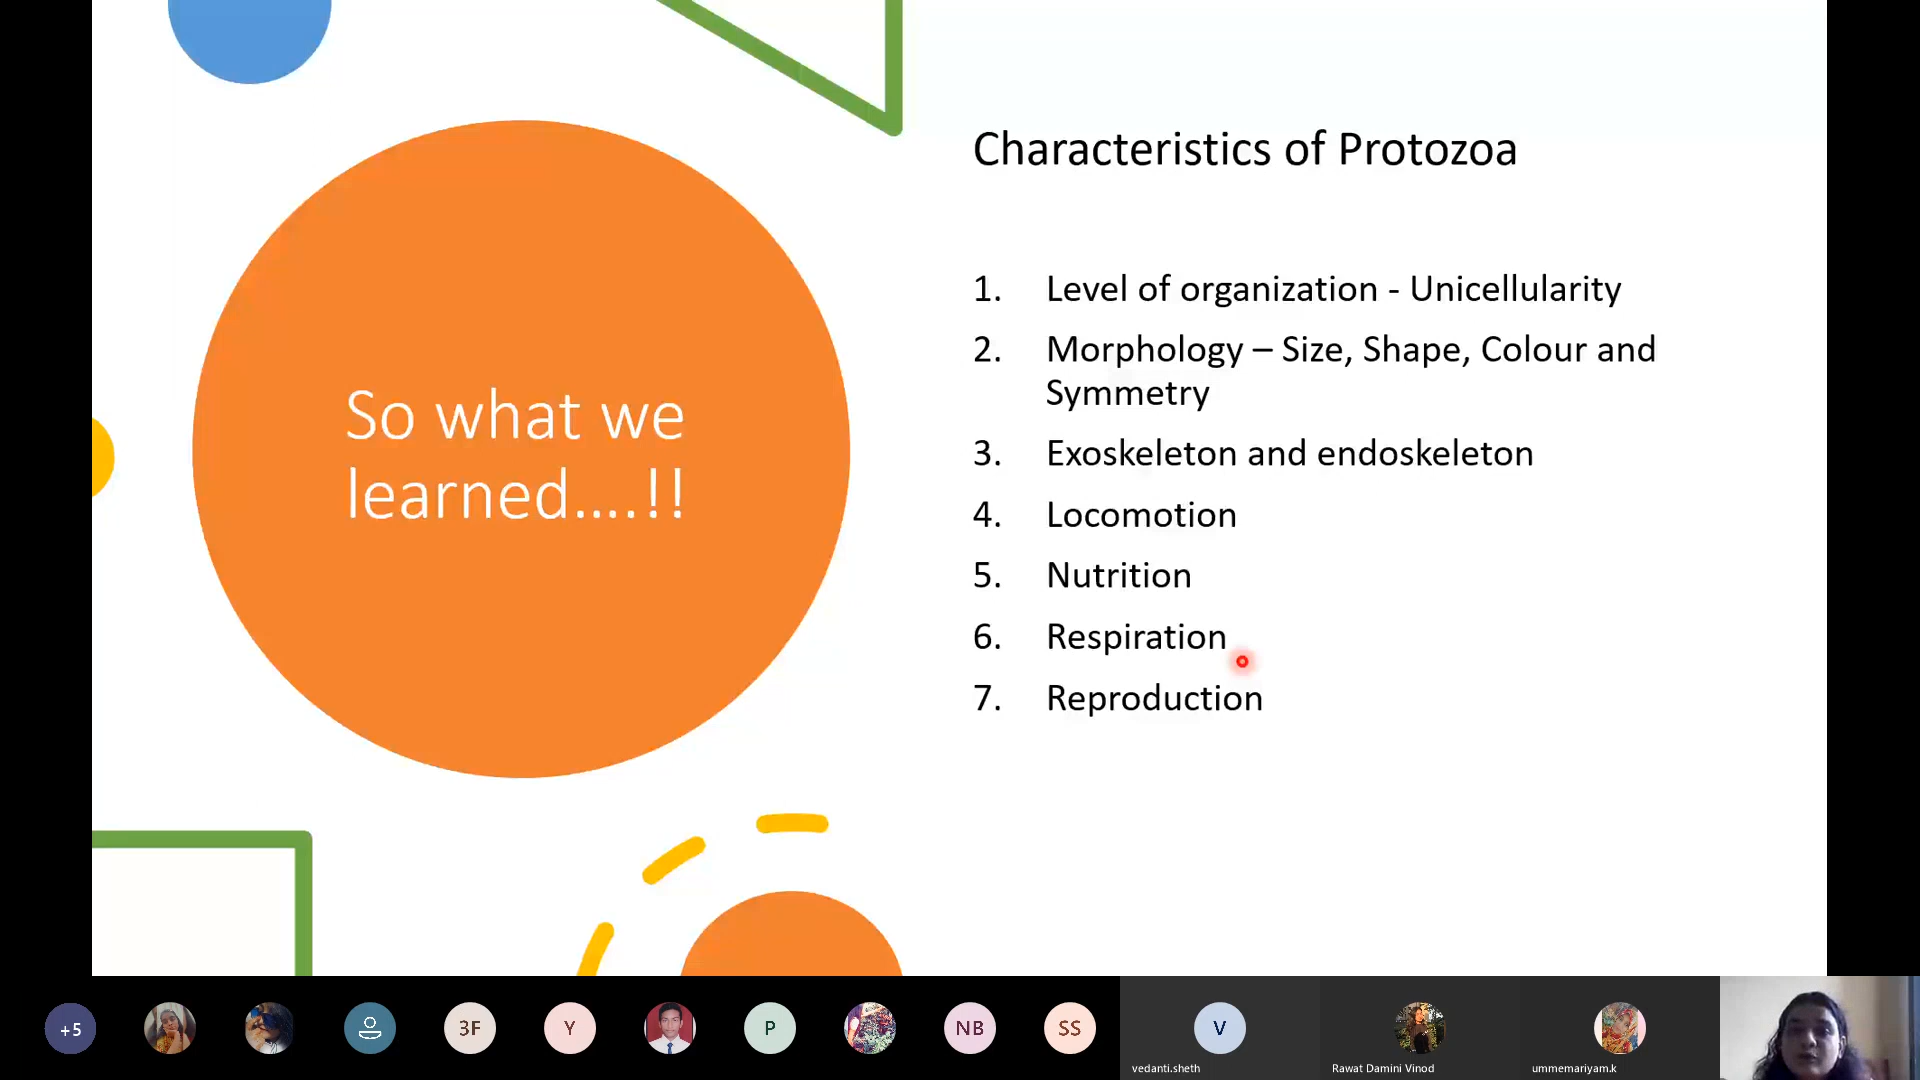 So what we
learned....!!
Characteristics of Protozoa
1. Level of organization - Unicellularity
2. Morphology – Size, Shape, Colour and
Symmetry
3. Exoskeleton and endoskeleton
4. Locomotion
5. Nutrition
6. Respiration
7. Reproduction
+5
3F
Y
P
NB
SS
V
vedanti.sheth
Rawat Damini Vinod
ummemariyam.k